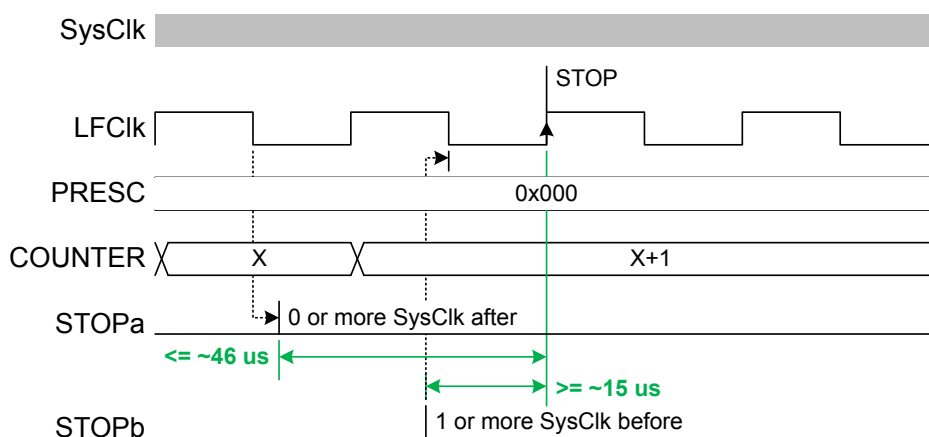 SysClk
STOP
LFClk
PRESC
0x000
COUNTER
X
X+1
STOPa
0 or more SysClk after
<= ~46 us
>= ~15 us
STOPb
1 or more SysClk before